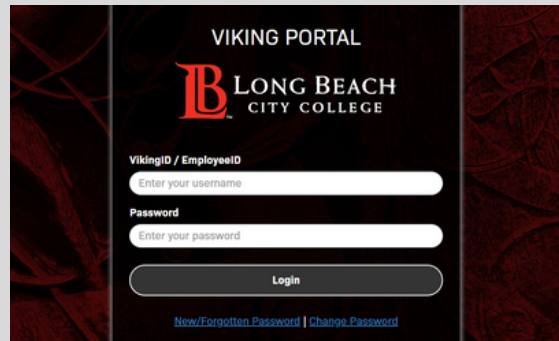 VIKING PORTAL
LB LONG BEACH
CITY COLLEGE
VikingID / EmployeeID
Enter your username
Password
Enter your password
Login
New/Forgotten Password | Change Password